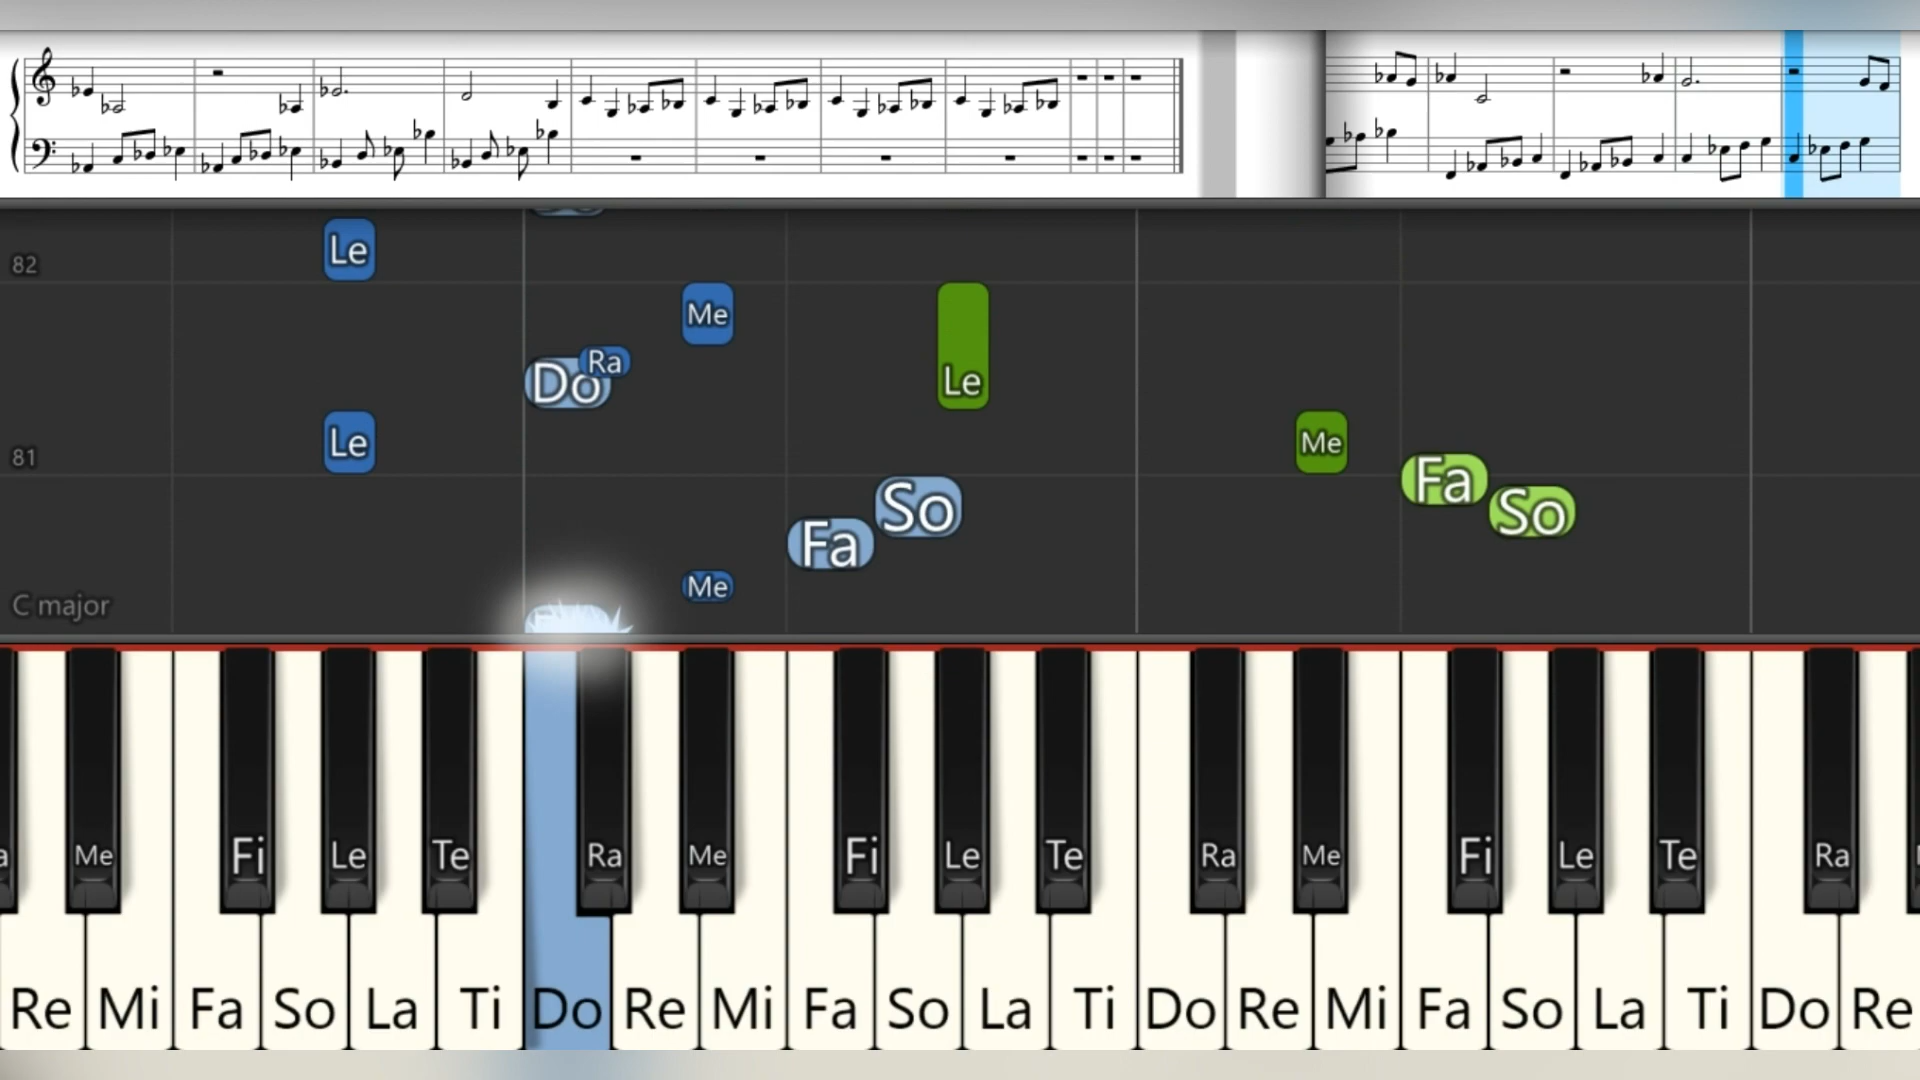 82
Le
Me
Ra
Do
Le
Le
81
Me
Fa
So
So
Fa
Me
C major
Me Fi Le Te Ra Me Fi Le Te Ra Me Fi Le Te Ra
Re Mi Fa So La Ti Do Re Mi Fa So La Ti Do Re Mi Fa So La Ti Do Re